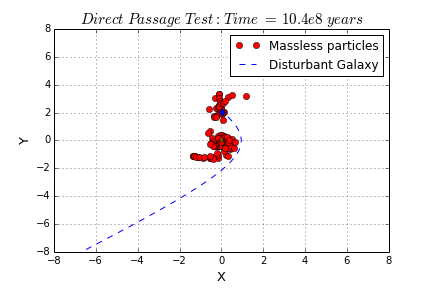 Direct Passage Test: Time = 10.4e8 years
Massless particles
Disturbant Galaxy
8
6
4
2
0
−2
−4
−6
−8
Y
−8 −6 −4 −2 0 2 4 6 8
X